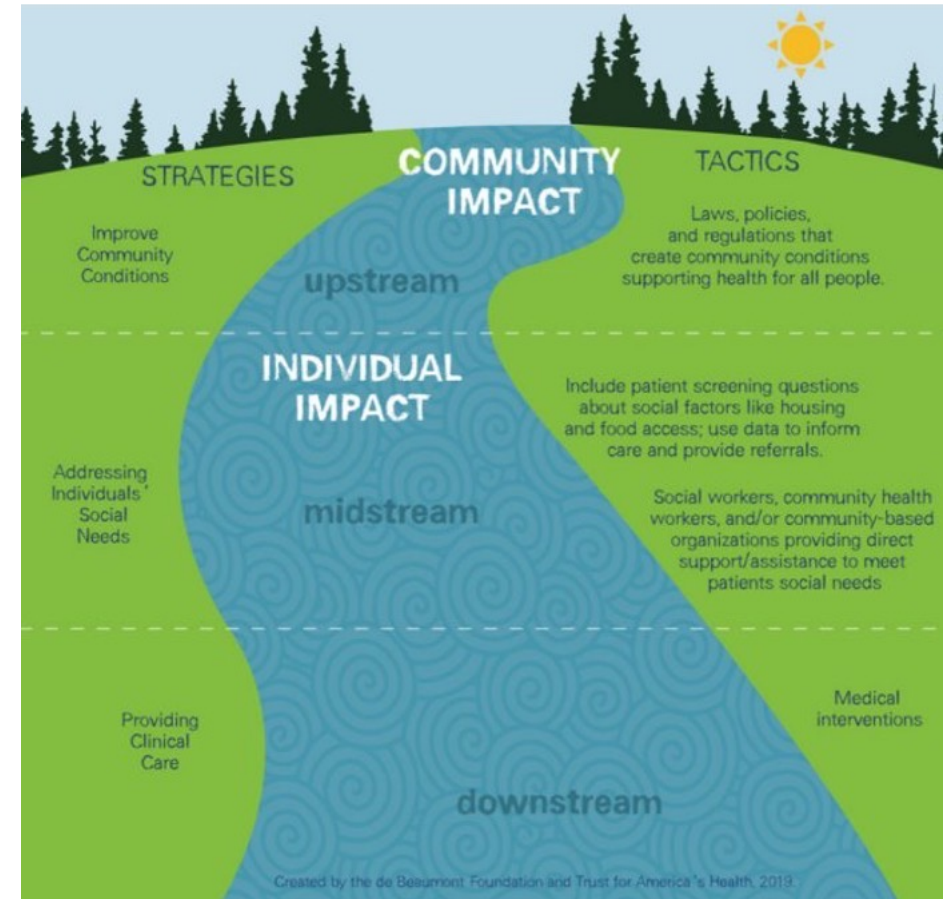 STRATEGIES
COMMUNITY
IMPACT
TACTICS
Improve
Community
Conditions
upstream
Laws, policies,
and regulations that
create community conditions
supporting health for all people.
INDIVIDUAL
IMPACT
Addressing
Individuals'
Social
Needs
midstream
Include patient screening questions
about social factors like housing
and food access; use data to inform
care and provide referrals.
Social workers, community health
workers, and/or community-based
organizations providing direct
support/assistance to meet
patients social needs
Providing
Clinical
Care
downstream
Medical
interventions
Created by the de Beaumont Foundation and Trust for America's Health, 2019.